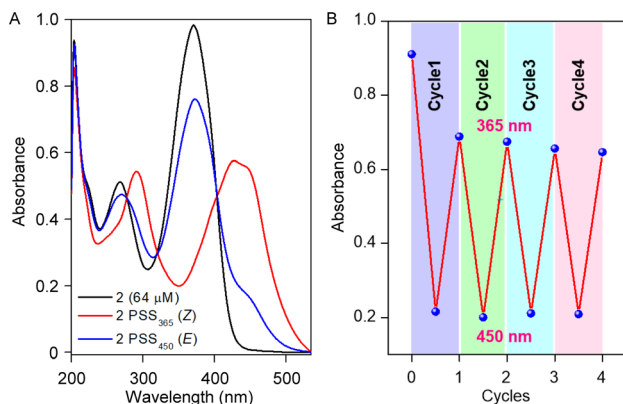 A
Absorbance
1.0
0.8
0.6
0.4
0.2
0.0
2 (64 μM)
2 PSS365 (Z)
2 PSS450 (E)
200
300
400
500
Wavelength (nm)
B
Absorbance
1.0
0.8
0.6
0.4
0.2
Cycle1
Cycle2
Cycle3
Cycle4
365 nm
450 nm
0
1
2
3
4
Cycles